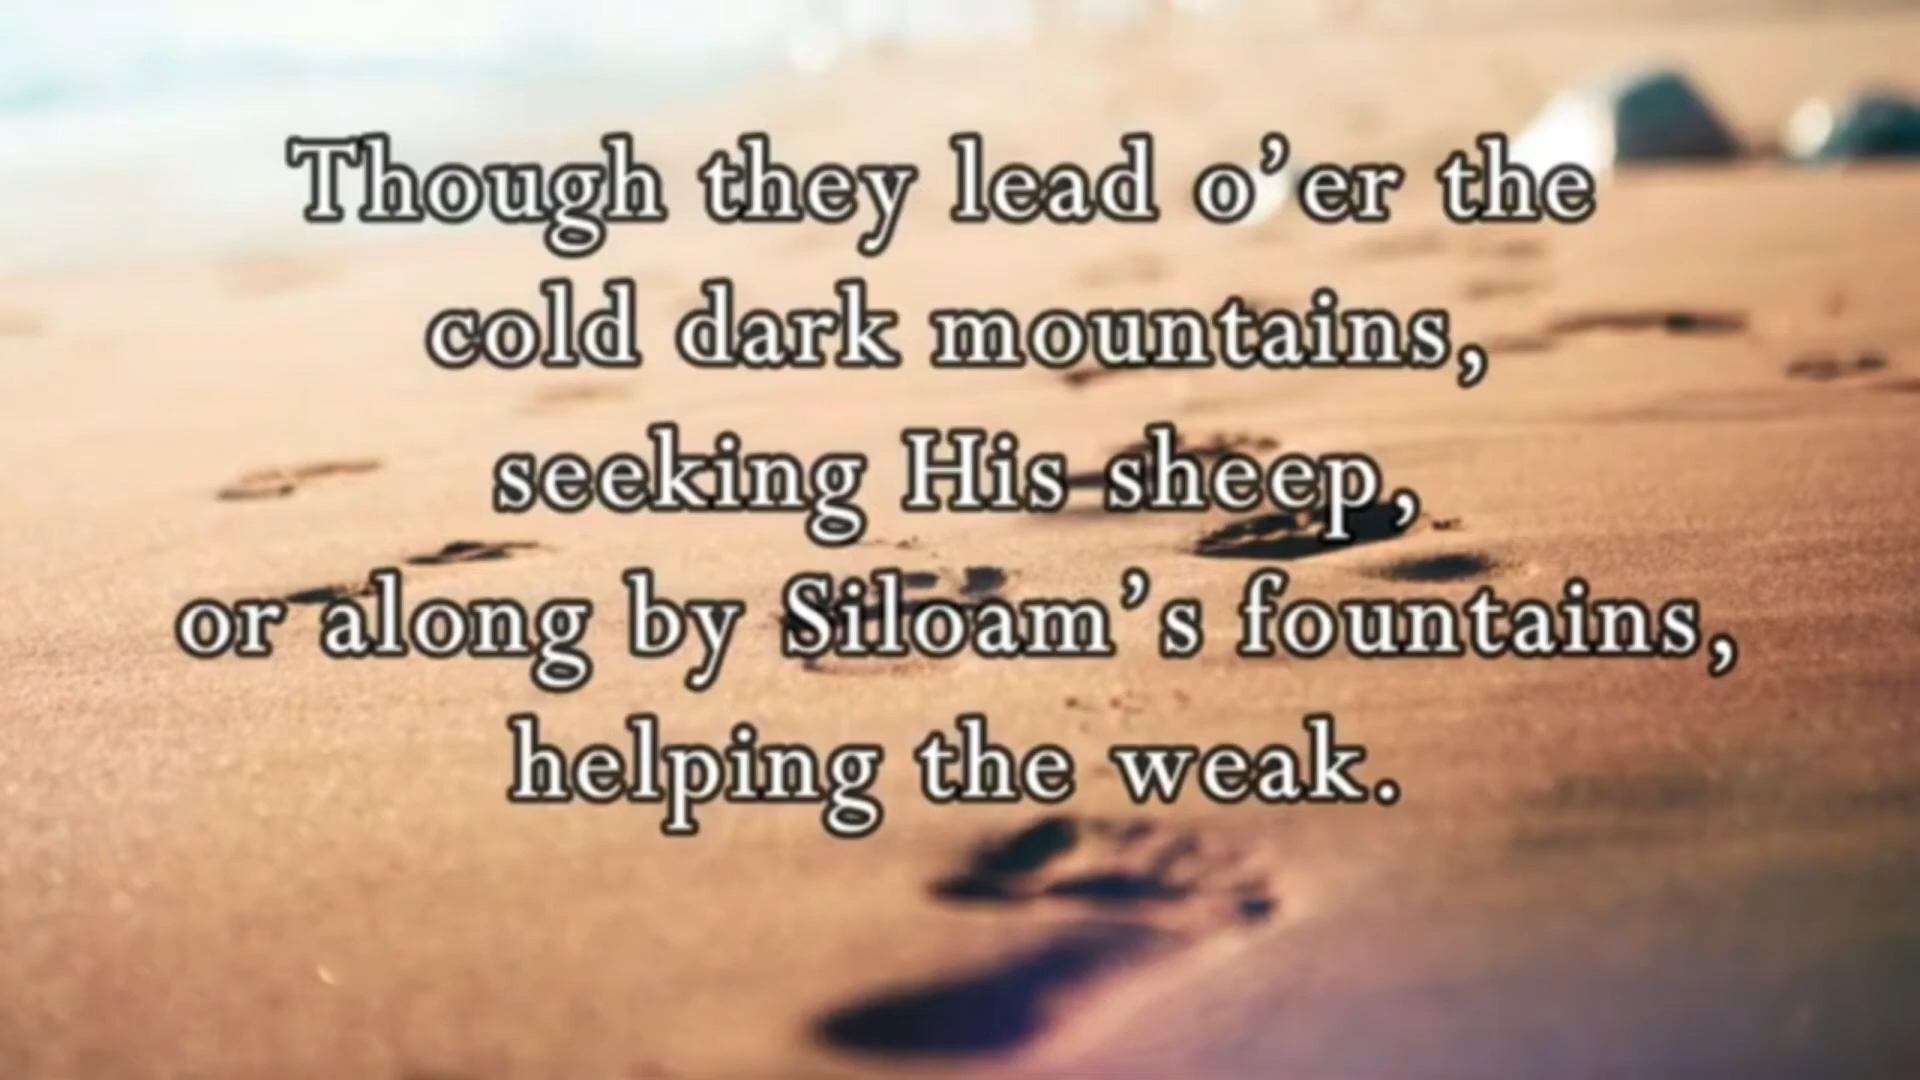 Though they lead o’er the
cold dark mountains,
seeking His sheep,
or along by Siloam’s fountains,
helping the weak.